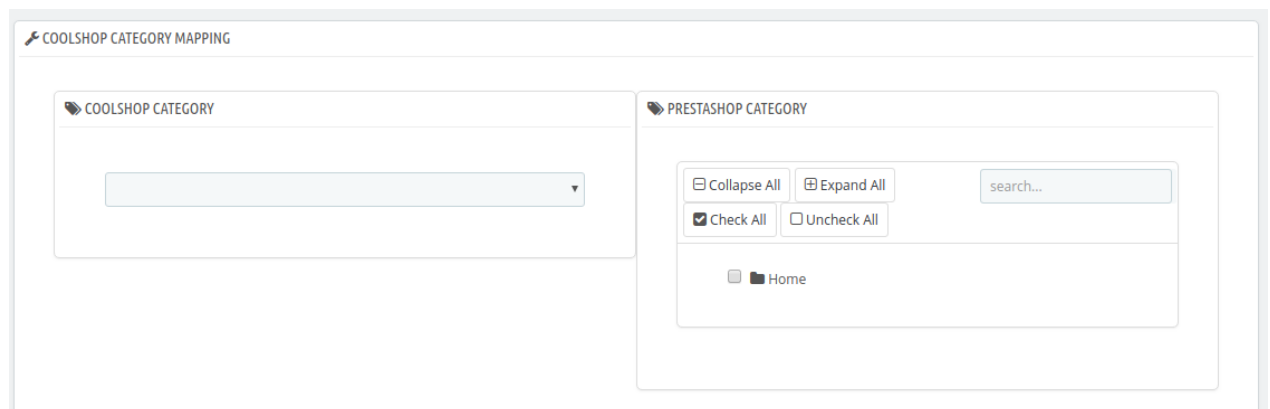 COOLSHOP CATEGORY MAPPING
COOLSHOP CATEGORY
PRESTASHOP CATEGORY
Collapse All Expand All search...
Check All Uncheck All
Home